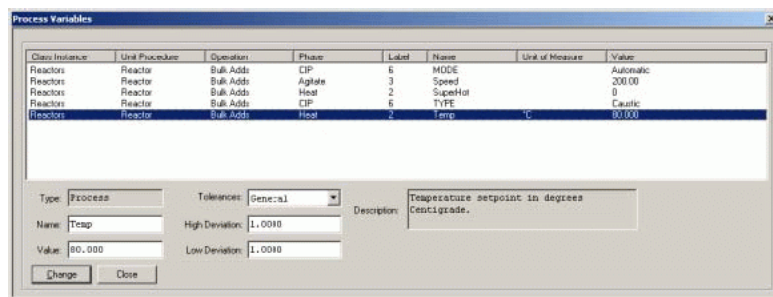 Process Variables
Class Instance Unit Procedure Operation Phase Label Name Unit of Measure Value
Reactors Reactor Bulk Adds CIP 6 MODE Automatic
Reactors Reactor Bulk Adds Agitate 3 Speed 200.00
Reactors Reactor Bulk Adds Heat 2 SuperHot 0
Reactors Reactor Bulk Adds CIP 6 TYPE Caustic
Reactors Reactor Bulk Adds Heat 2 Temp °C 80.000
Type: Process Tolerances: General Description: Temperature setpoint in degrees
Centigrade.
Name: Temp High Deviation: 1.0000
Value: 80.000 Low Deviation: 1.0000
Change Close